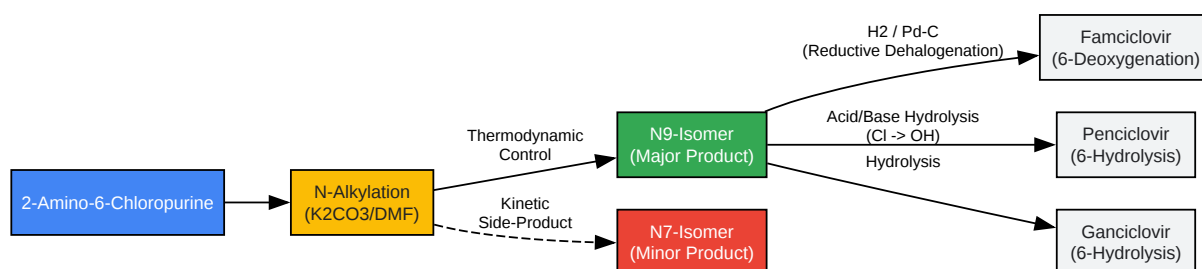 2-Amino-6-Chloropurine
N-Alkylation
(K2CO3/DMF)
Thermodynamic
Control
Kinetic
Side-Product
N9-Isomer
(Major Product)
N7-Isomer
(Minor Product)
H2 / Pd-C
(Reductive Dehalogenation)
Acid/Base Hydrolysis
(Cl -> OH)
Hydrolysis
Famciclovir
(6-Deoxygenation)
Penciclovir
(6-Hydrolysis)
Ganciclovir
(6-Hydrolysis)